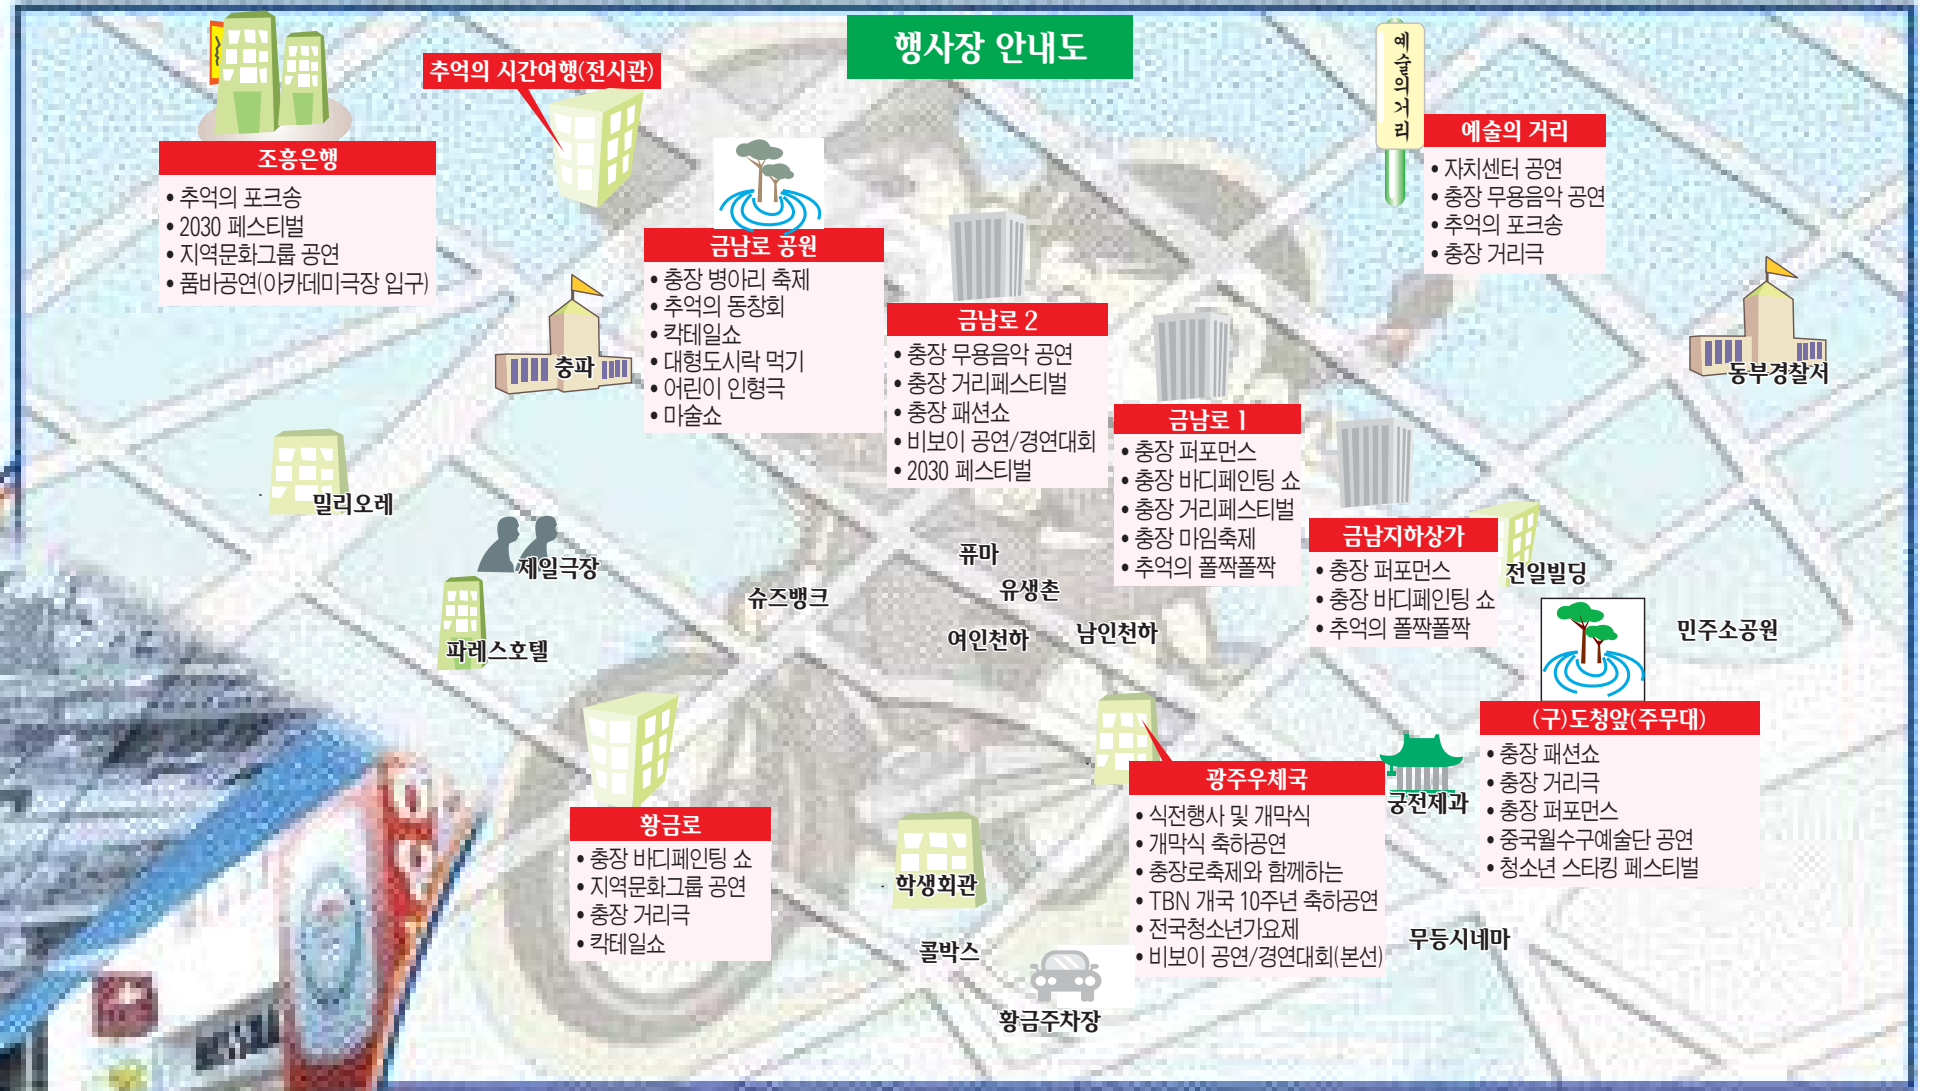 행사장 안내도
추억의 시간여행(전시관)
예술의거리
조흥은행
• 추억의 포크송
• 2030 페스티벌
• 지역문화그룹 공연
• 품바공연(아카데미극장 입구)
예술의 거리
• 자치센터 공연
• 충장 무용음악 공연
• 추억의 포크송
• 충장 거리극
금남로 공원
• 충장 병아리 축제
• 추억의 동창회
• 칵테일쇼
• 대형도시락 먹기
• 어린이 인형극
• 마술쇼
금남로 2
• 충장 무용음악 공연
• 충장 거리페스티벌
• 충장 패션쇼
• 비보이 공연/경연대회
• 2030 페스티벌
충파
동부경찰서
금남로 1
• 충장 퍼포먼스
• 충장 바디페인팅 쇼
• 충장 거리페스티벌
• 충장 마임축제
• 추억의 폴짝폴짝
밀리오레
제일극장
파레스호텔
슈즈뱅크
퓨마
유생촌
여인천하
남인천하
금남지하상가
• 충장 퍼포먼스
• 충장 바디페인팅 쇼
• 추억의 폴짝폴짝
전일빌딩
민주소공원
(구)도청앞(주무대)
• 충장 패션쇼
• 충장 거리극
• 충장 퍼포먼스
• 중국월수구예술단 공연
• 청소년 스타킹 페스티벌
광주우체국
• 식전행사 및 개막식
• 개막식 축하공연
• 충장로축제와 함께하는
• TBN 개국 10주년 축하공연
• 전국청소년가요제
• 비보이 공연/경연대회(본선)
궁전제과
황금로
• 충장 바디페인팅 쇼
• 지역문화그룹 공연
• 충장 거리극
• 칵테일쇼
학생회관
콜박스
무등시네마
황금주차장